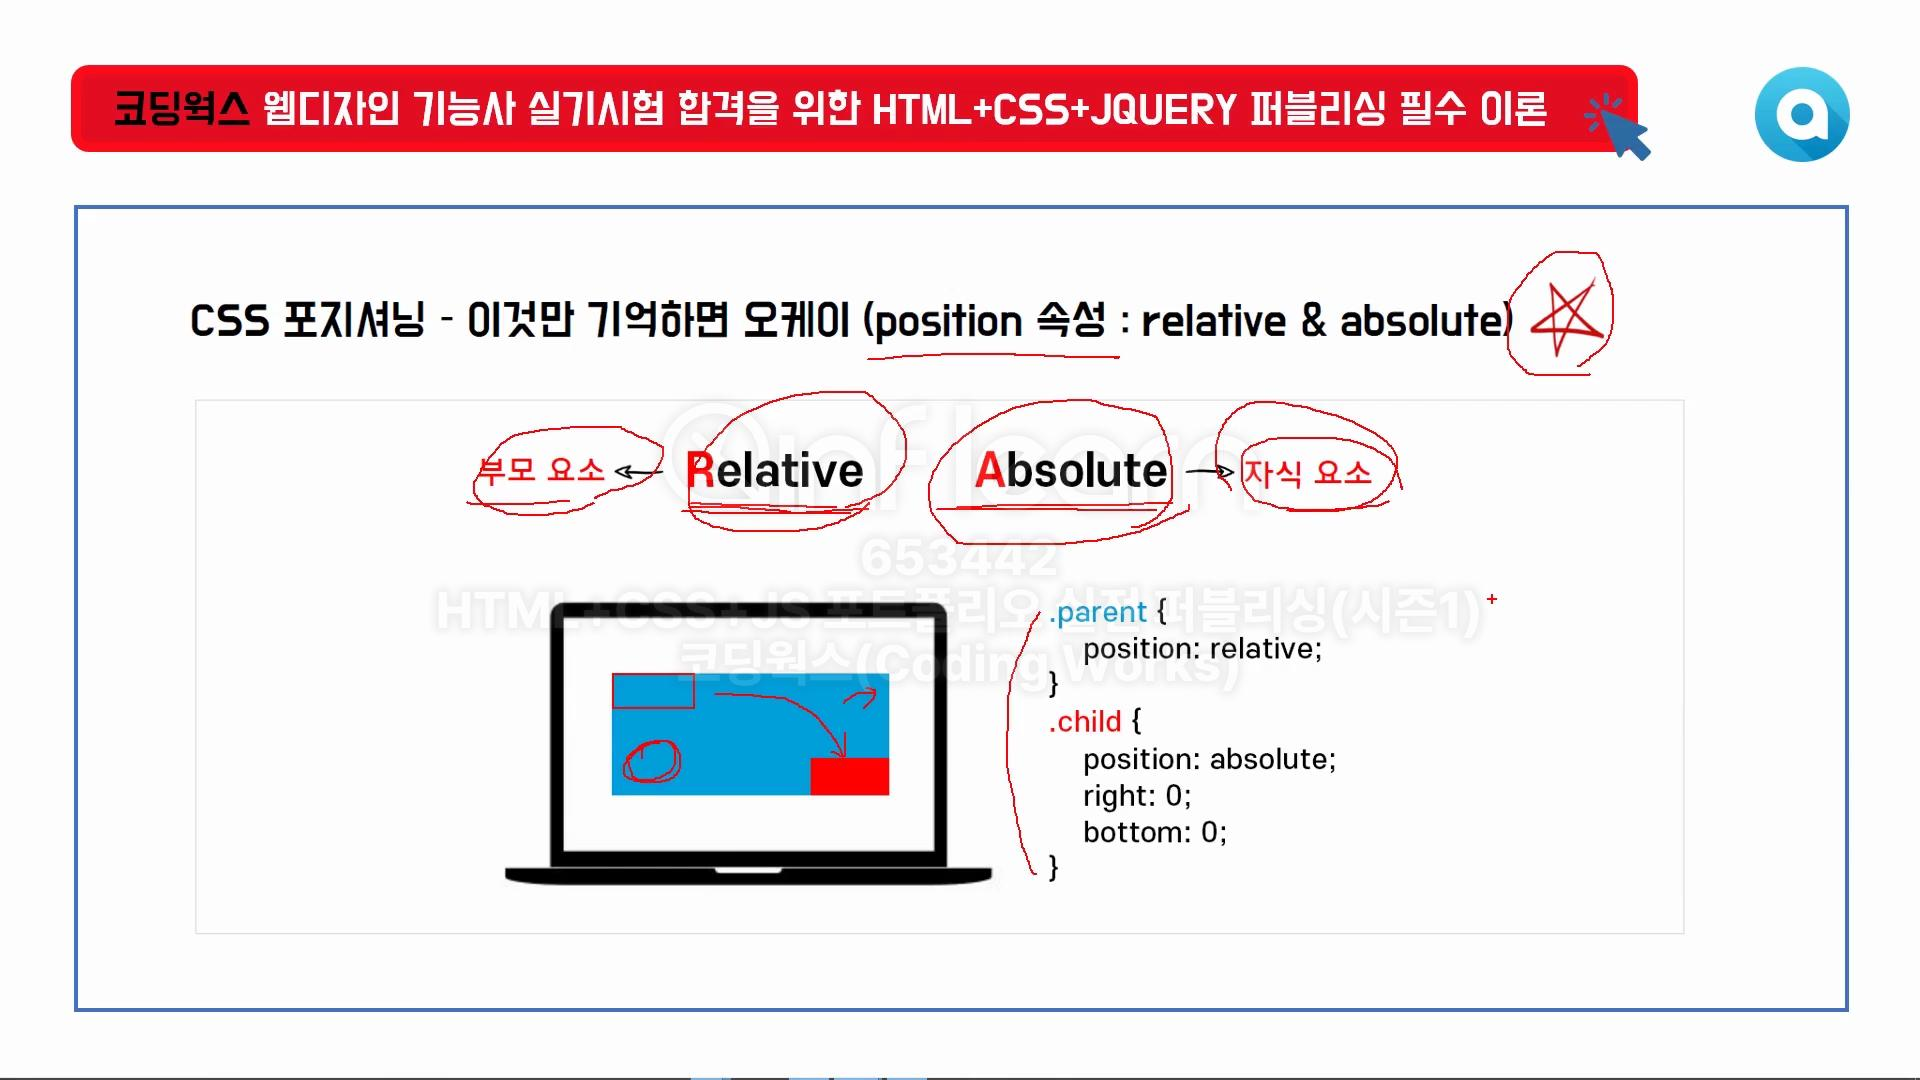 코딩웍스 웹디자인 기능사 실기시험 합격을 위한 HTML+CSS+JQUERY 퍼블리싱 필수 이론
a
CSS 포지셔닝 - 이것만 기억하면 오케이 (position 속성 : relative & absolute)
부모 요소 Relative Absolute 자식 요소
inflearn
653442
HTML+CSS+JS 포트폴리오 실전 퍼블리싱(시즌1)
코딩웍스(Coding Works)
.parent {
position: relative;
}
.child {
position: absolute;
right: 0;
bottom: 0;
}